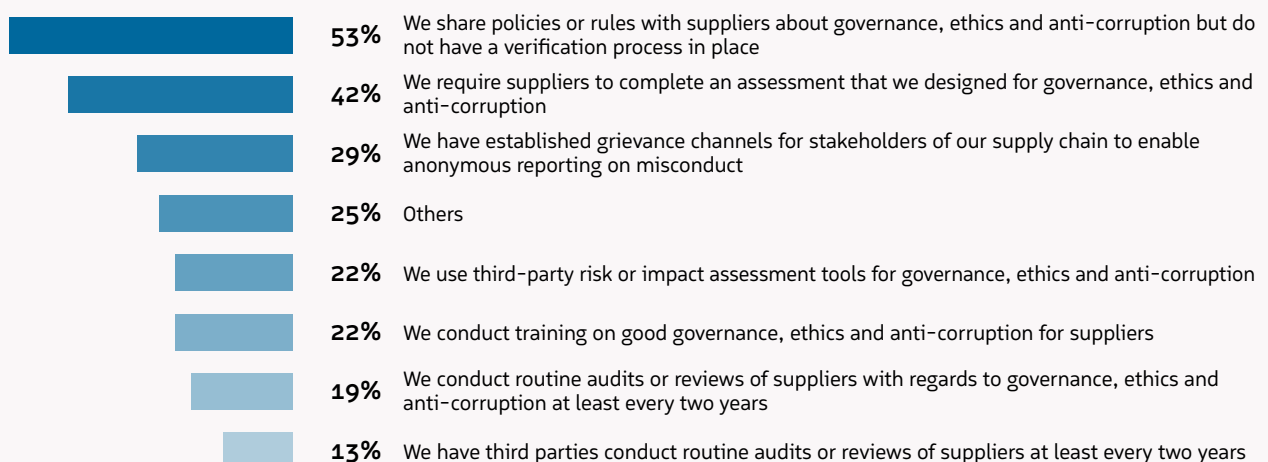 53% We share policies or rules with suppliers about governance, ethics and anti-corruption but do
not have a verification process in place
42% We require suppliers to complete an assessment that we designed for governance, ethics and
anti-corruption
29% We have established grievance channels for stakeholders of our supply chain to enable
anonymous reporting on misconduct
25% Others
22% We use third-party risk or impact assessment tools for governance, ethics and anti-corruption
22% We conduct training on good governance, ethics and anti-corruption for suppliers
19% We conduct routine audits or reviews of suppliers with regards to governance, ethics and
anti-corruption at least every two years
13% We have third parties conduct routine audits or reviews of suppliers at least every two years